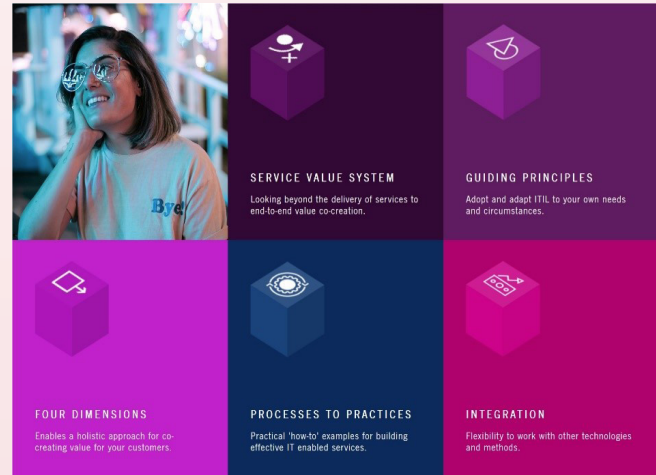 Bye!
SERVICE VALUE SYSTEM
Looking beyond the delivery of services to
end-to-end value co-creation.
GUIDING PRINCIPLES
Adopt and adapt ITIL to your own needs
and circumstances.
FOUR DIMENSIONS
Enables a holistic approach for co-
creating value for your customers.
PROCESSES TO PRACTICES
Practical 'how-to' examples for building
effective IT enabled services.
INTEGRATION
Flexibility to work with other technologies
and methods.